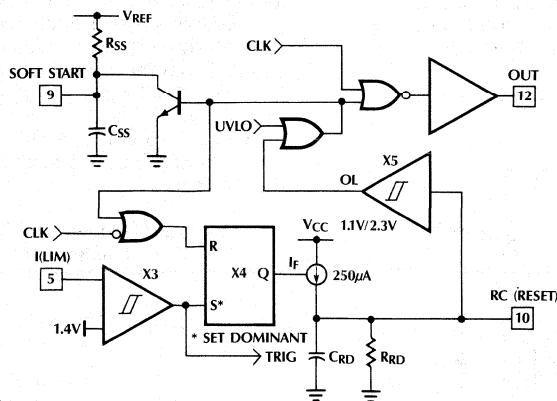 VREF
RSS
SOFT START
9
CSS
CLK
UVLO
OUT
12
X5
OL
1.1V/2.3V
CLK
I(LIM)
5
X3
1.4V
R
X4
Q
S*
* SET DOMINANT
TRIG
VCC
IF
250µA
RC (RESET)
10
CRD
RRD